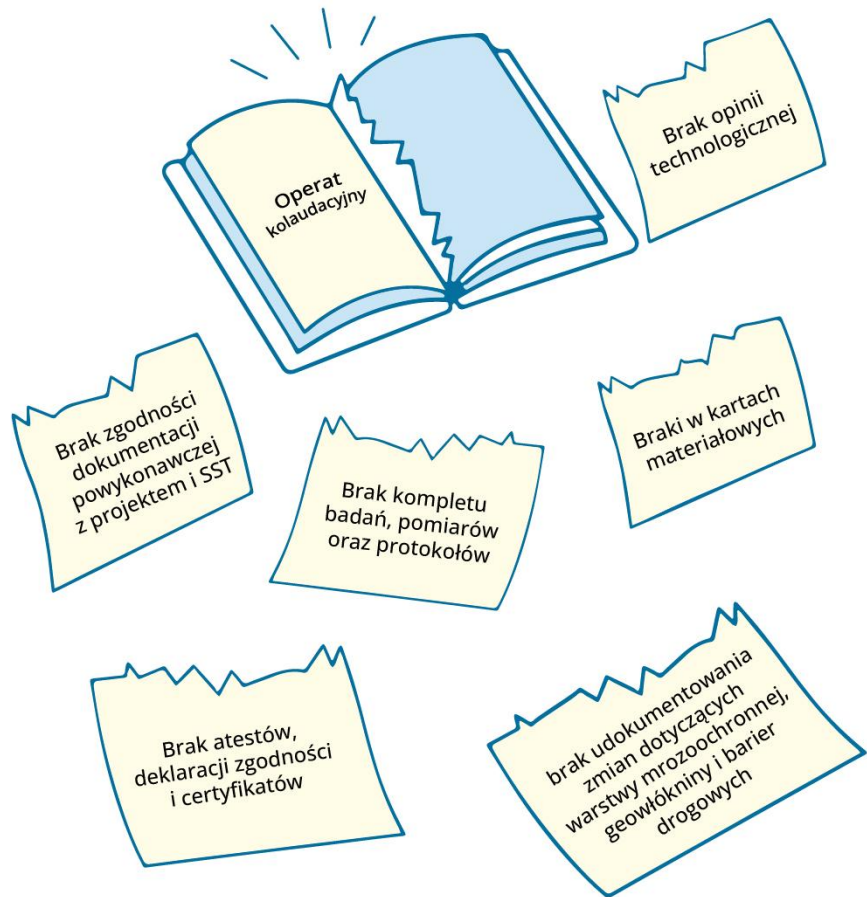 Operat
kolaudacyjny
Brak opinii
technologicznej
Brak zgodności
dokumentacji
powykonawczej
z projektem i SST
Brak kompletu
badań, pomiarów
oraz protokołów
Braki w kartach
materiałowych
Brak atestów,
deklaracji zgodności
i certyfikatów
brak udokumentowania
zmian dotyczących
warstwy mrozoochronnej,
geowłókniny i barier
drogowych